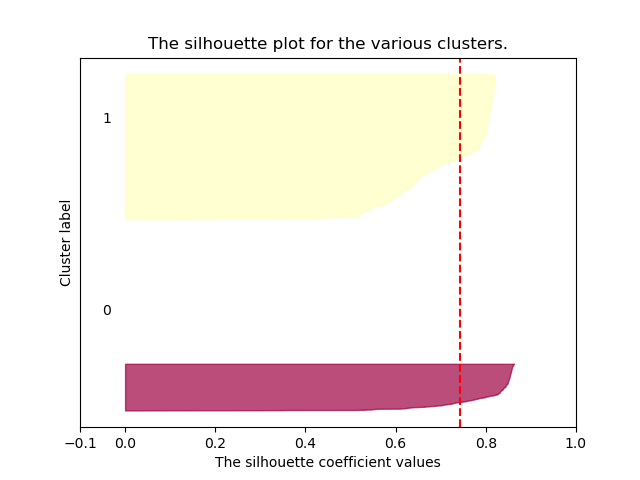 The silhouette plot for the various clusters.
1
0
Cluster label
−0.1 0.0 0.2 0.4 0.6 0.8 1.0
The silhouette coefficient values